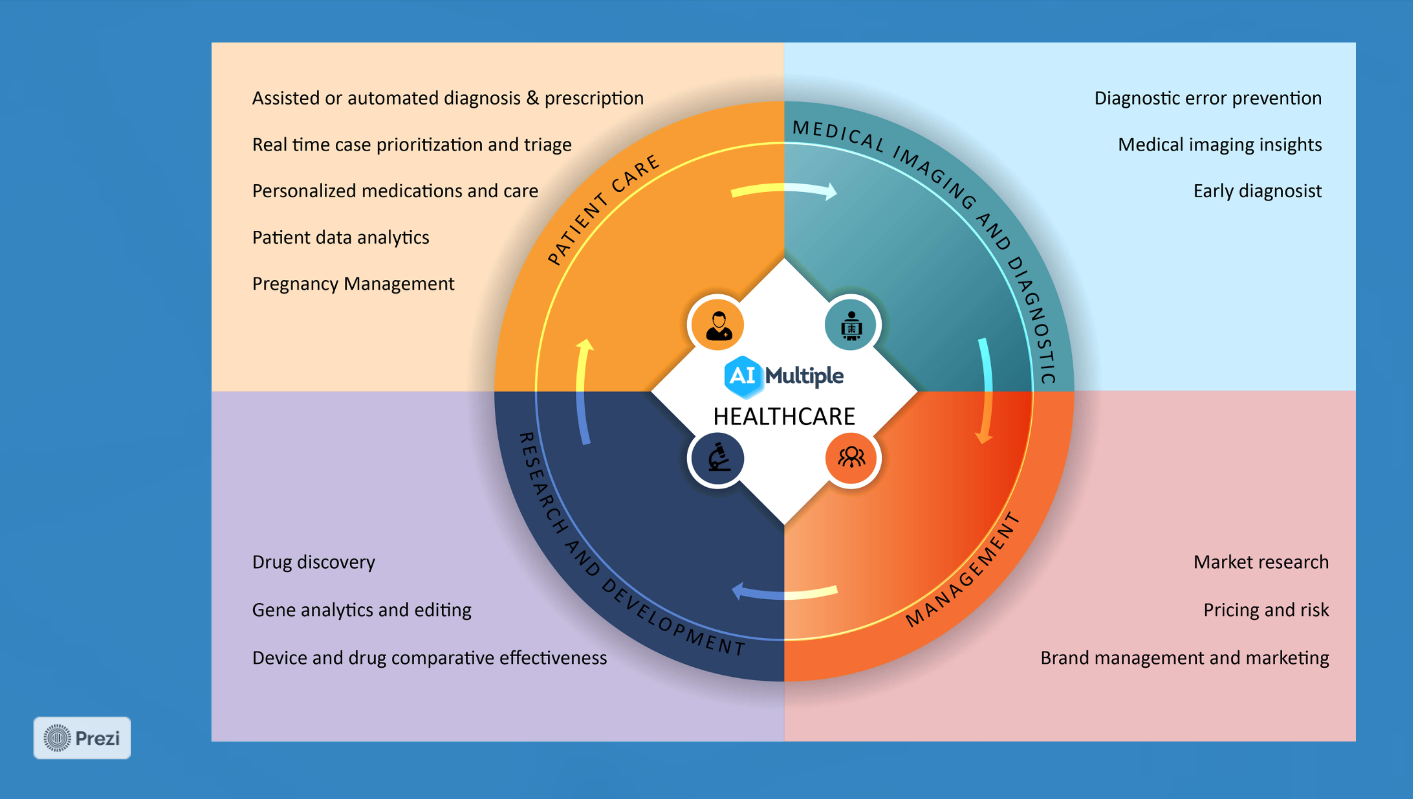 Assisted or automated diagnosis & prescription
Real time case prioritization and triage
Personalized medications and care
Patient data analytics
Pregnancy Management
Diagnostic error prevention
Medical imaging insights
Early diagnosist
PATIENT CARE
MEDICAL IMAGING AND DIAGNOSTIC
AI Multiple
HEALTHCARE
RESEARCH AND DEVELOPMENT
MANAGEMENT
Drug discovery
Gene analytics and editing
Device and drug comparative effectiveness
Market research
Pricing and risk
Brand management and marketing
Prezi